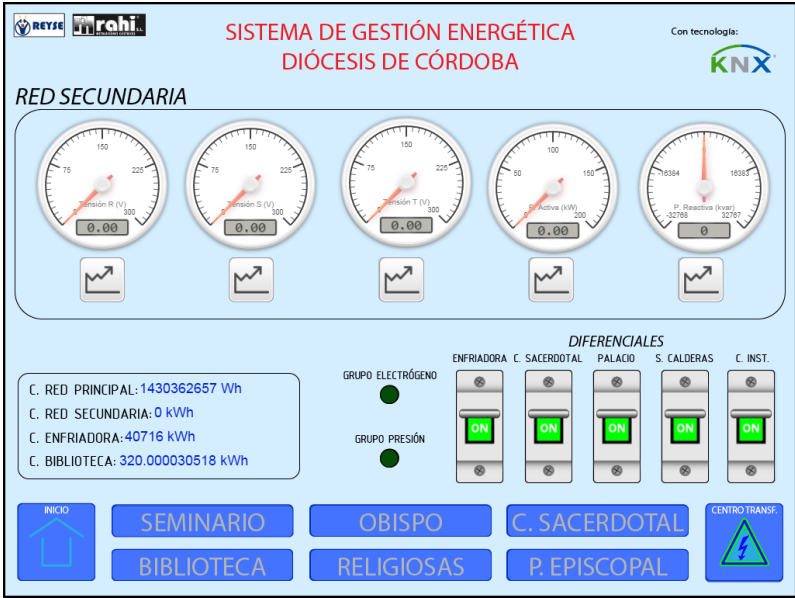 REYSE
rahi
SISTEMA DE GESTIÓN ENERGÉTICA
DIÓCESIS DE CÓRDOBA
Con tecnología:
KNX
RED SECUNDARIA
0 75 150 225 300
Tensión R (V)
0.00
0 75 150 225 300
Tensión S (V)
0.00
0 75 150 225 300
Tensión T (V)
0.00
0 50 100 150 200
P. Activa (kW)
0.00
-32768 -16384 16383 32767
P. Reactiva (kvar)
0
DIFERENCIALES
ENFRIADORA C. SACERDOTAL PALACIO S. CALDERAS C. INST.
ON ON ON ON ON
GRUPO ELECTRÓGENO
GRUPO PRESIÓN
C. RED PRINCIPAL: 1430362657 Wh
C. RED SECUNDARIA: 0 kWh
C. ENFRIADORA: 40716 kWh
C. BIBLIOTECA: 320.000030518 kWh
INICIO
SEMINARIO
OBISPO
C. SACERDOTAL
CENTRO TRANSF.
BIBLIOTECA
RELIGIOSAS
P. EPISCOPAL